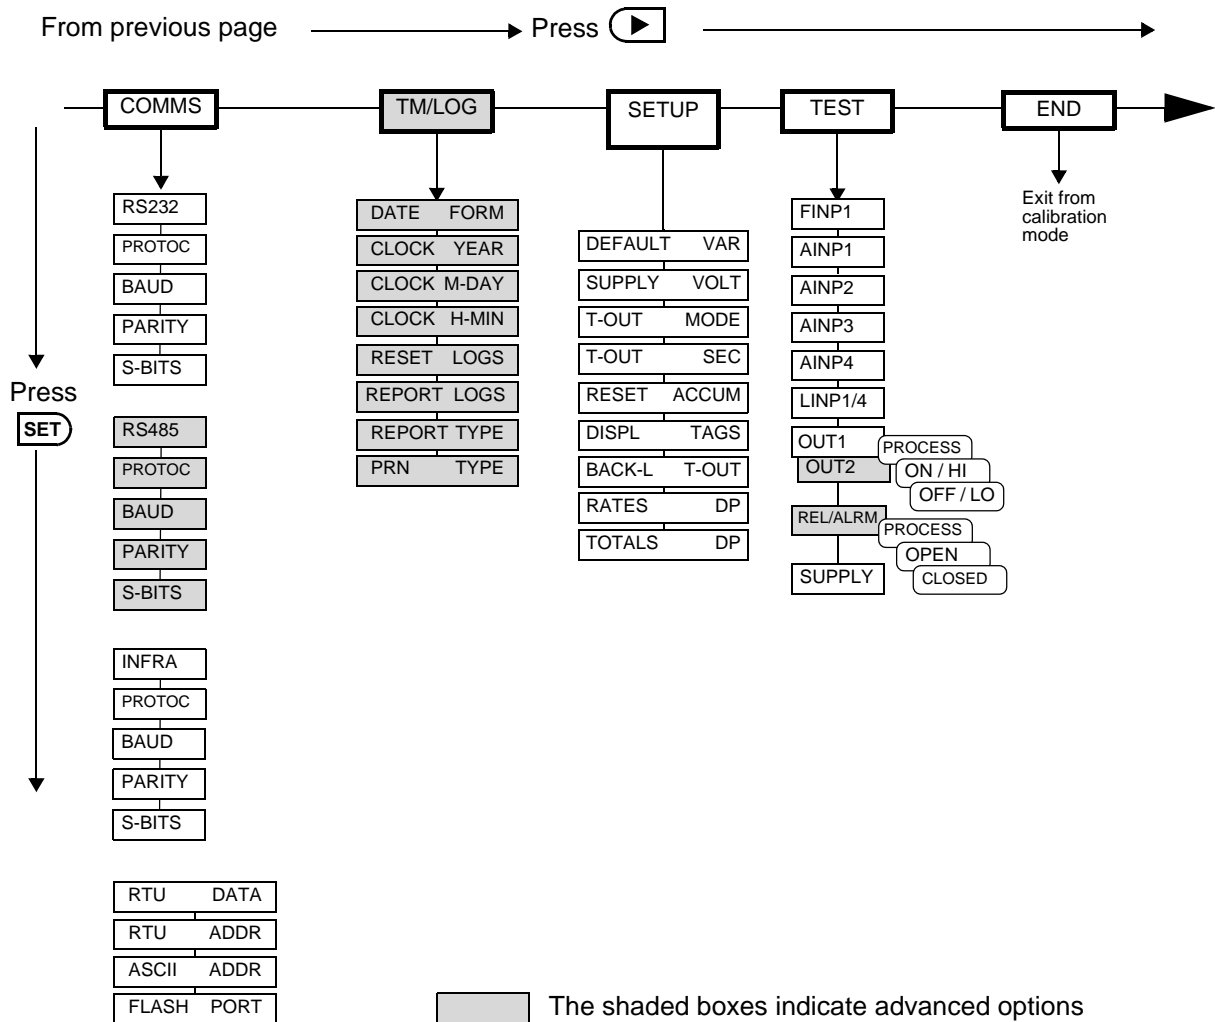 From previous page
Press
COMMS
TM/LOG
SETUP
TEST
END
Press
SET
RS232
PROTOC
BAUD
PARITY
S-BITS
RS485
PROTOC
BAUD
PARITY
S-BITS
INFRA
PROTOC
BAUD
PARITY
S-BITS
RTU DATA
RTU ADDR
ASCII ADDR
FLASH PORT
DATE FORM
CLOCK YEAR
CLOCK M-DAY
CLOCK H-MIN
RESET LOGS
REPORT LOGS
REPORT TYPE
PRN TYPE
DEFAULT VAR
SUPPLY VOLT
T-OUT MODE
T-OUT SEC
RESET ACCUM
DISPL TAGS
BACK-L T-OUT
RATES DP
TOTALS DP
FINP1
AINP1
AINP2
AINP3
AINP4
LINP1/4
OUT1
OUT2
PROCESS
ON / HI
OFF / LO
REL/ALRM
PROCESS
OPEN
CLOSED
SUPPLY
Exit from
calibration
mode
The shaded boxes indicate advanced options